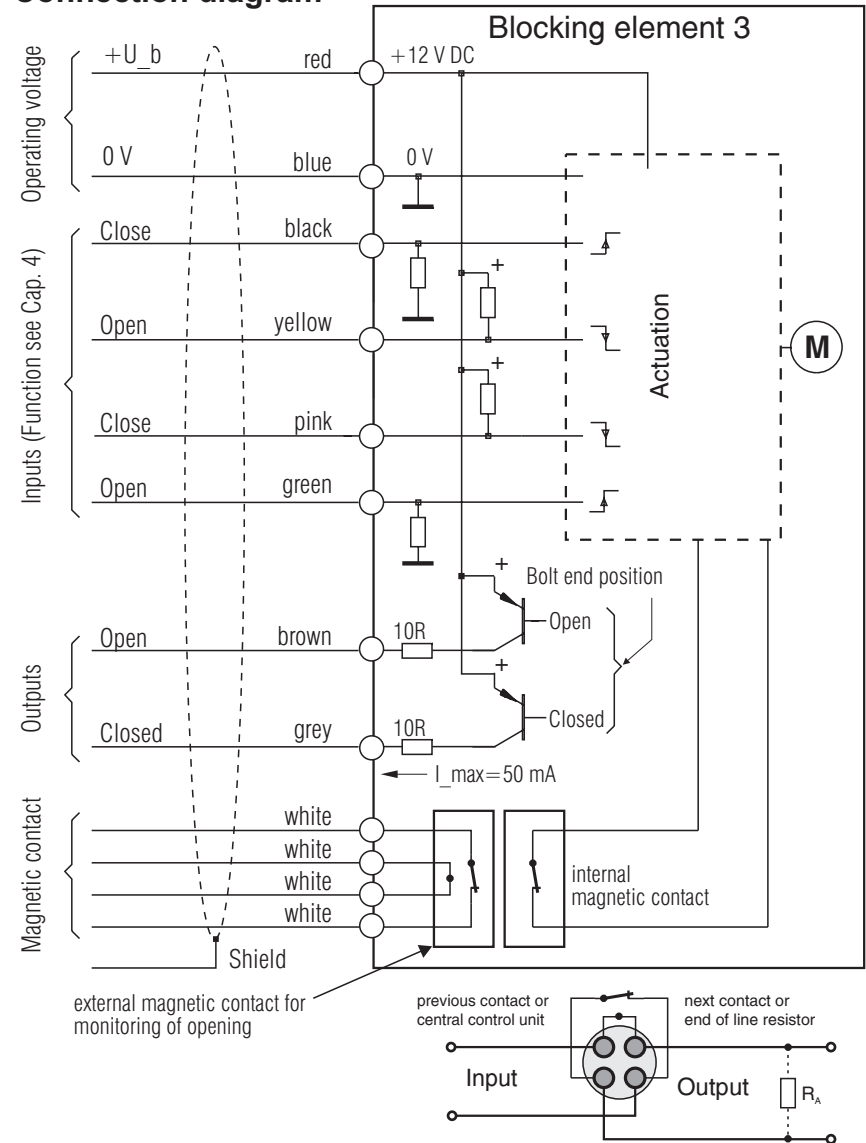 Connection diagram
Blocking element 3
Operating voltage
+U_b
red
+12 V DC
0 V
blue
0 V
Inputs (Function see Cap. 4)
Close
black
Open
yellow
+
Close
pink
+
Open
green
Actuation
M
Outputs
Open
brown
10R
+
Open
Bolt end position
Closed
grey
10R
+
Closed
I_max=50 mA
Magnetic contact
white
white
white
white
Shield
internal
magnetic contact
external magnetic contact for
monitoring of opening
previous contact or
central control unit
next contact or
end of line resistor
Input
Output
RA